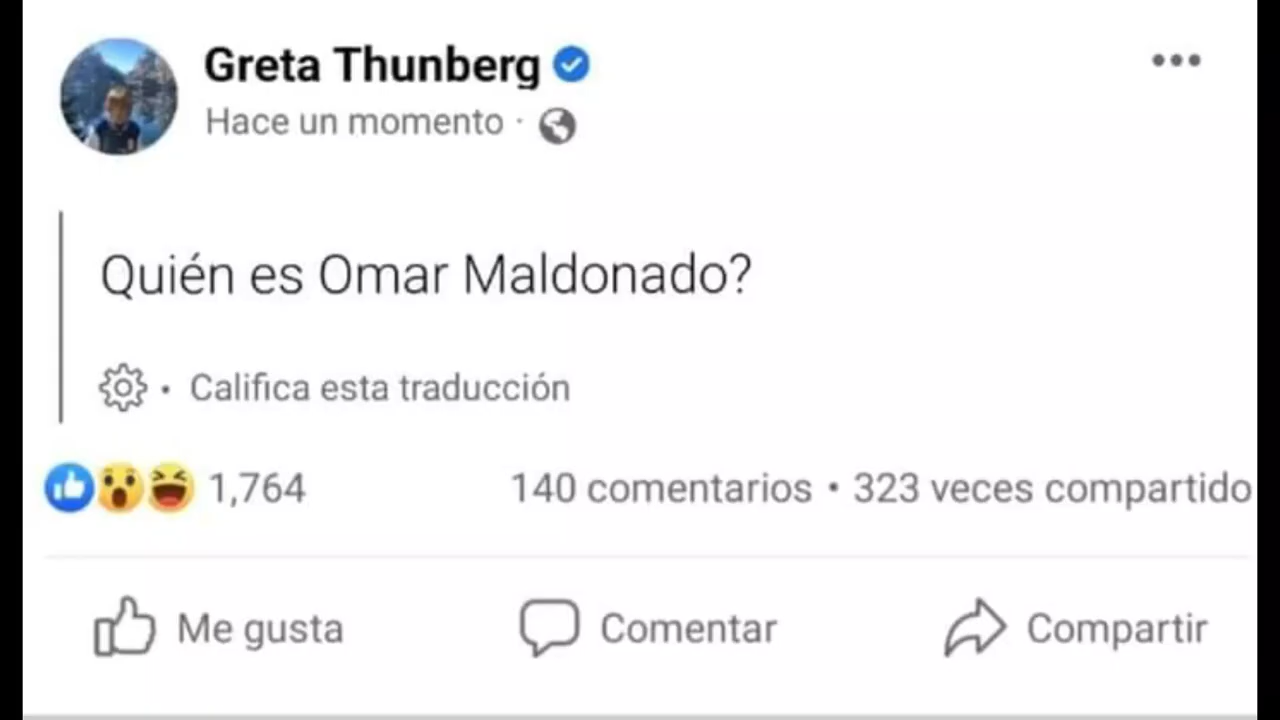 Greta Thunberg
Hace un momento ·
Quién es Omar Maldonado?
· Califica esta traducción
1,764 140 comentarios • 323 veces compartido
Me gusta Comentar Compartir